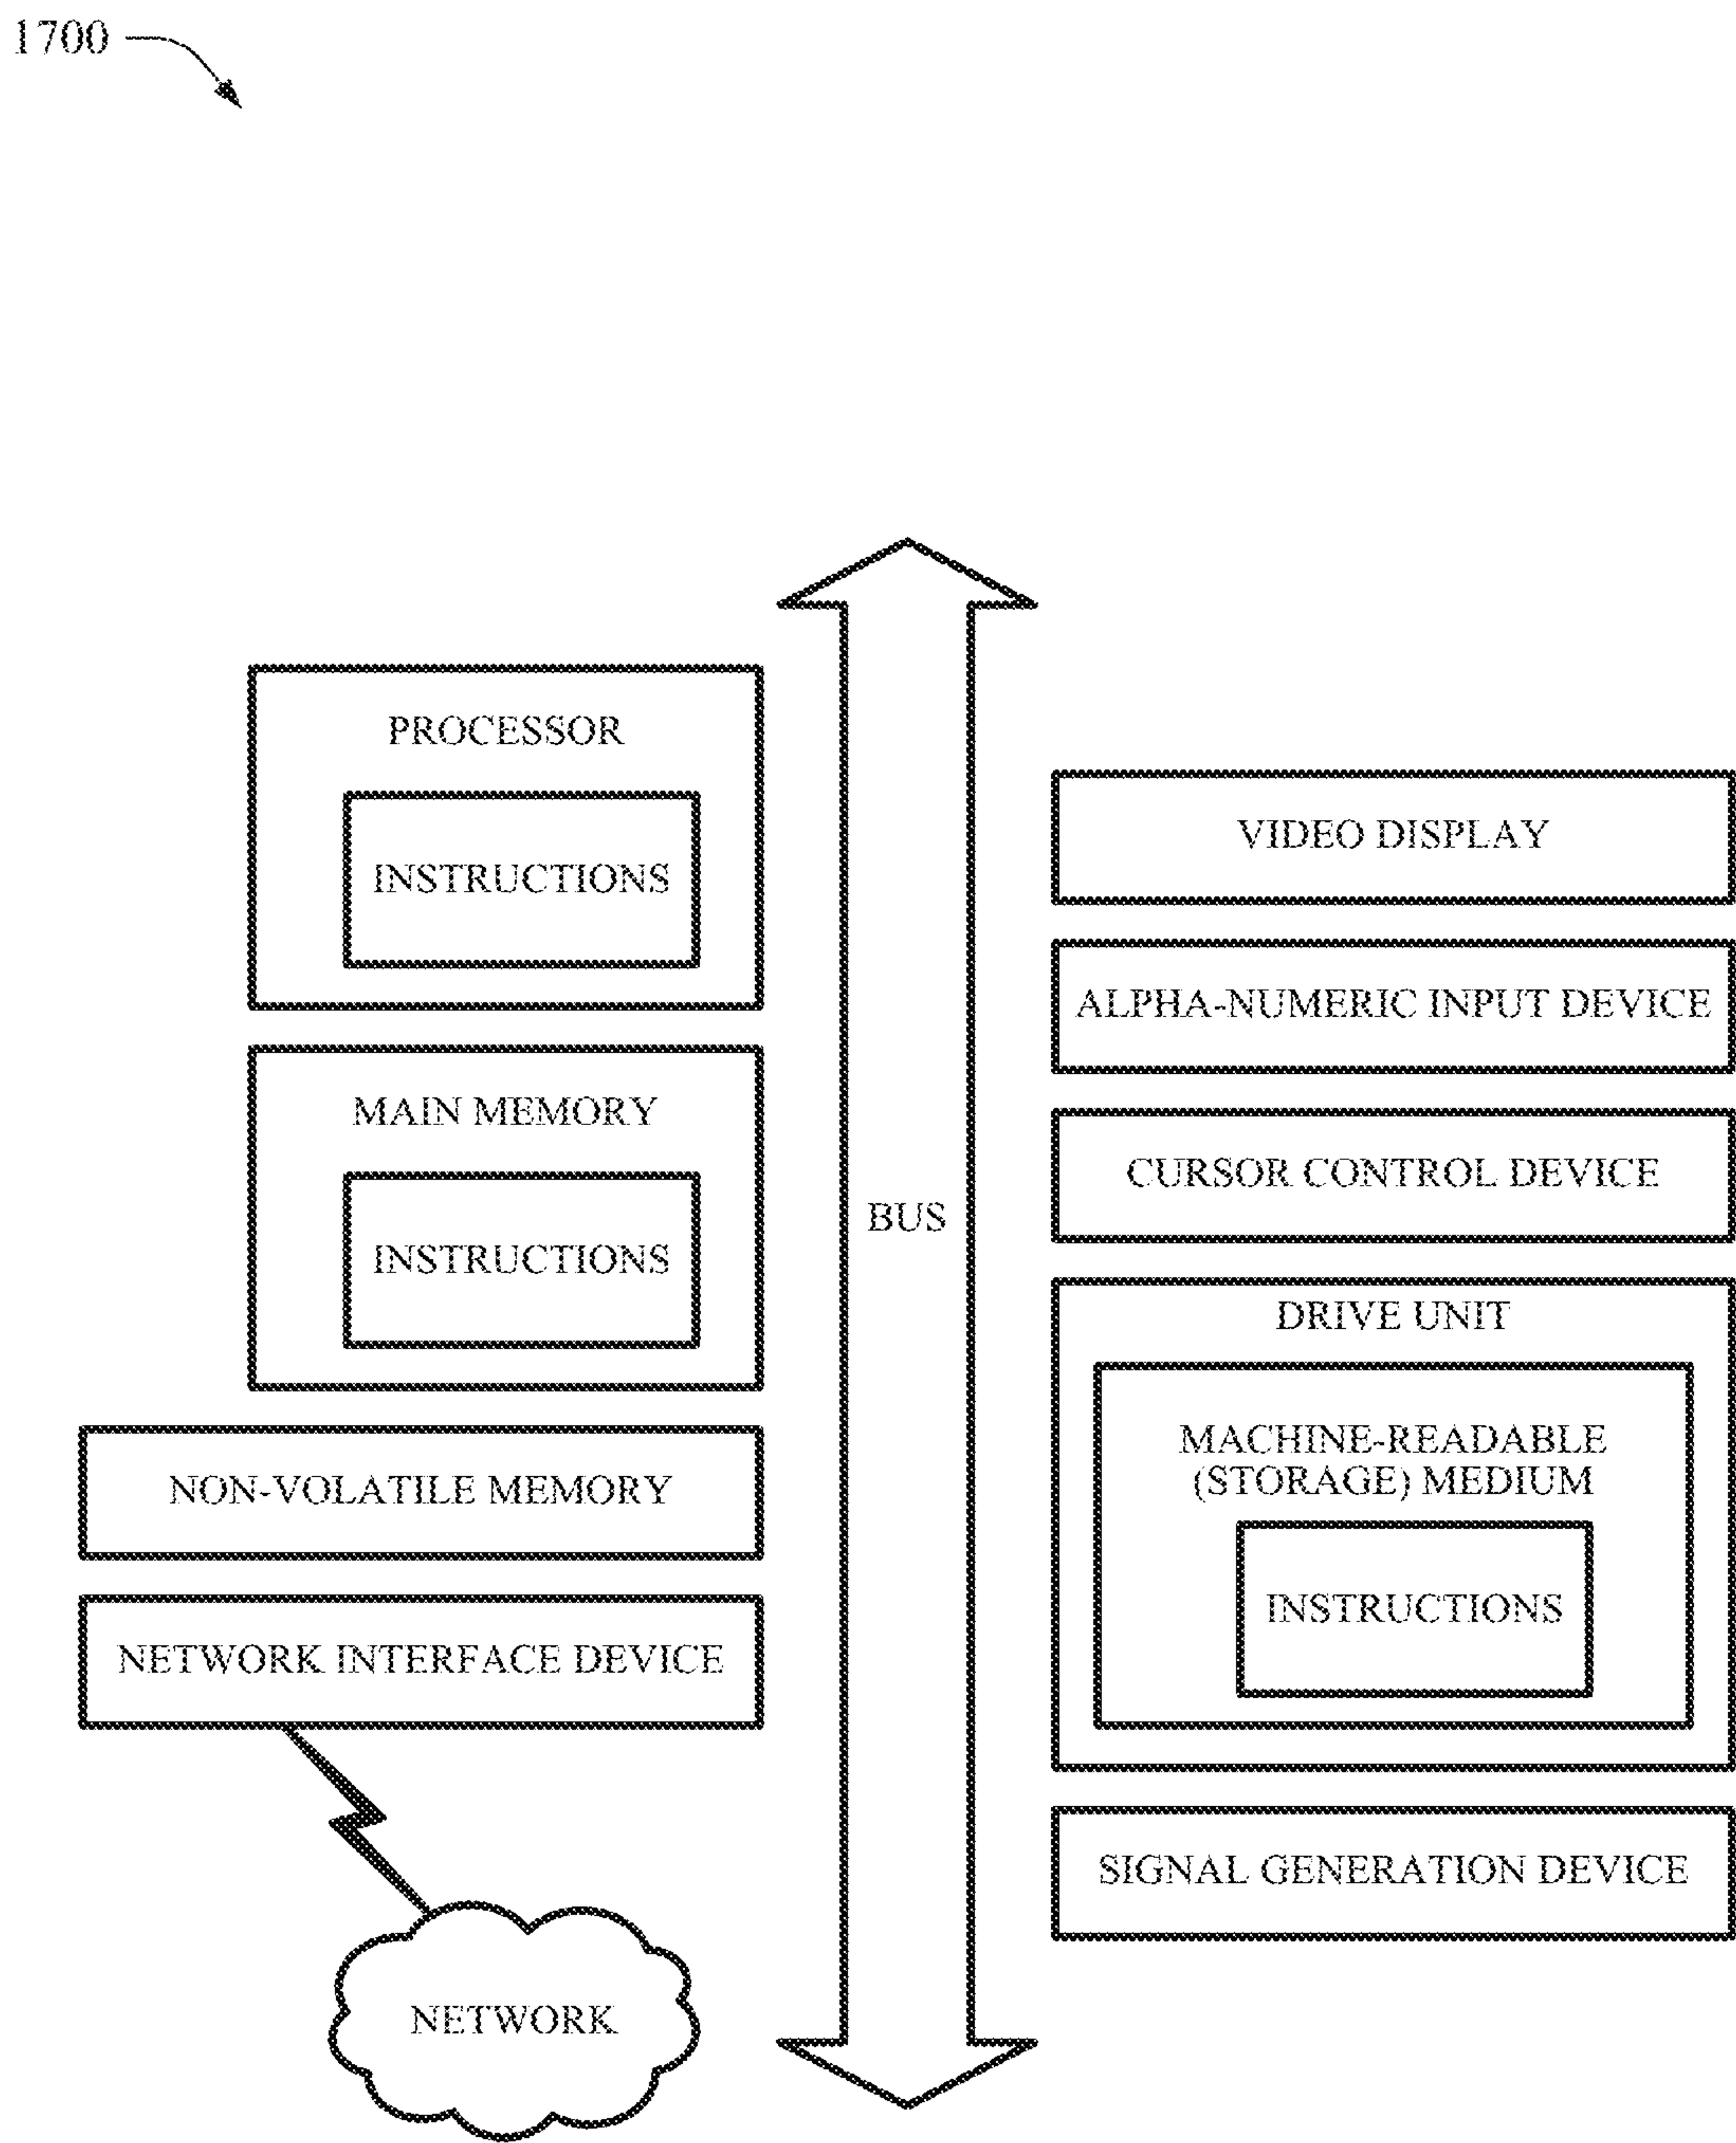 1700
PROCESSOR
INSTRUCTIONS
MAIN MEMORY
INSTRUCTIONS
NON-VOLATILE MEMORY
NETWORK INTERFACE DEVICE
NETWORK
BUS
VIDEO DISPLAY
ALPHA-NUMERIC INPUT DEVICE
CURSOR CONTROL DEVICE
DRIVE UNIT
MACHINE-READABLE
(STORAGE) MEDIUM
INSTRUCTIONS
SIGNAL GENERATION DEVICE